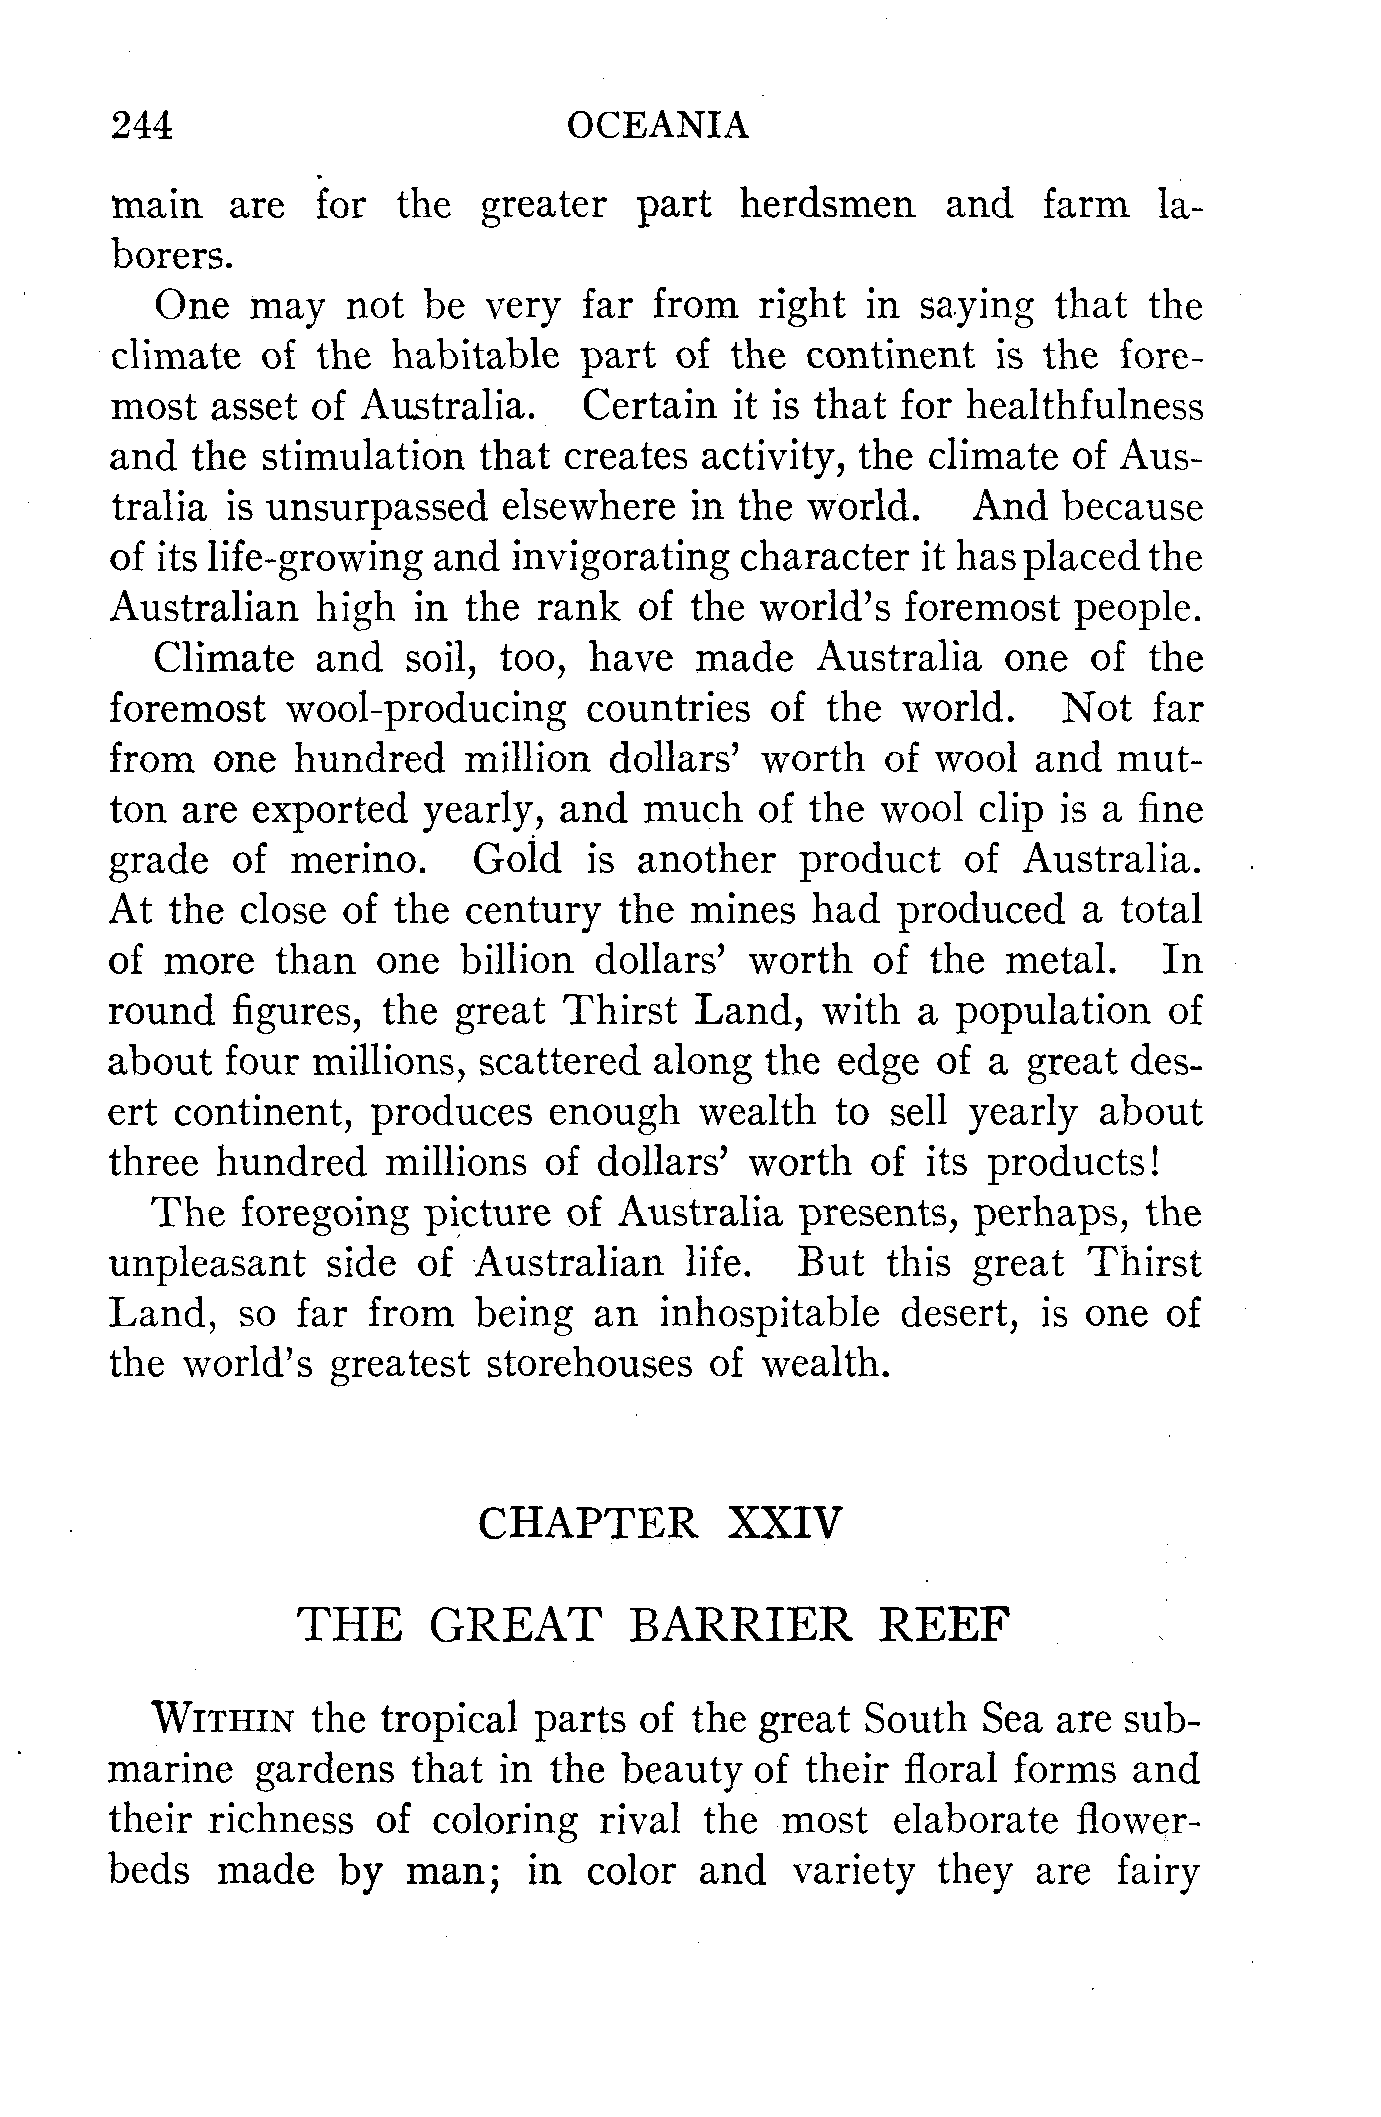 244 OCEANIA
main are for the greater part herdsmen and farm la-
borers.
One may not be very far from right in saying that the
climate of the habitable part of the continent is the fore-
most asset of Australia. Certain it is that for healthfulness
and the stimulation that creates activity, the climate of Aus-
tralia is unsurpassed elsewhere in the world. And because
of its life-growing and invigorating character it has placed the
Australian high in the rank of the world's foremost people.
Climate and soil, too, have made Australia one of the
foremost wool-producing countries of the world. Not far
from one hundred million dollars' worth of wool and mut-
ton are exported yearly, and much of the wool clip is a fine
grade of merino. Gold is another product of Australia.
At the close of the century the mines had produced a total
of more than one billion dollars' worth of the metal. In
round figures, the great Thirst Land, with a population of
about four millions, scattered along the edge of a great des-
ert continent, produces enough wealth to sell yearly about
three hundred millions of dollars' worth of its products!
The foregoing picture of Australia presents, perhaps, the
unpleasant side of Australian life. But this great Thirst
Land, so far from being an inhospitable desert, is one of
the world's greatest storehouses of wealth.
CHAPTER XXIV
THE GREAT BARRIER REEF
WITHIN the tropical parts of the great South Sea are sub-
marine gardens that in the beauty of their floral forms and
their richness of coloring rival the most elaborate flower-
beds made by man; in color and variety they are fairy